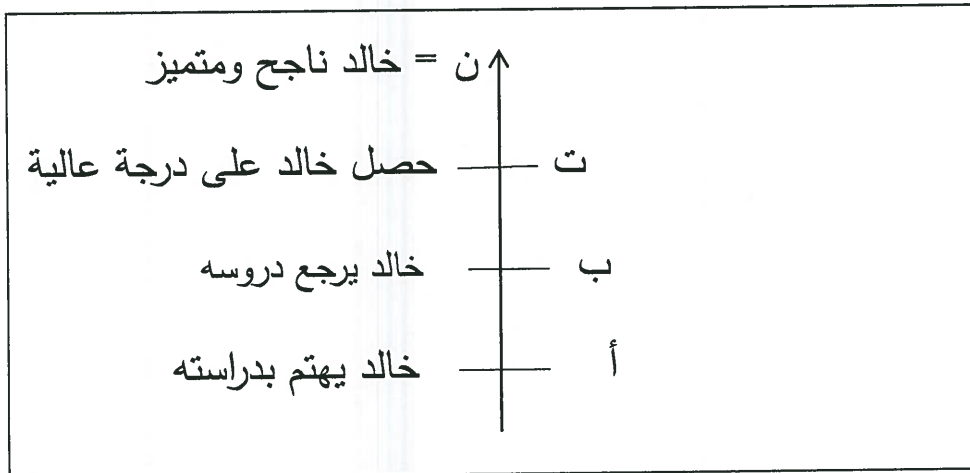 ن = خالد ناجح ومتميز
ت حصل خالد على درجة عالية
ب خالد يرجع دروسه
أ خالد يهتم بدراسته